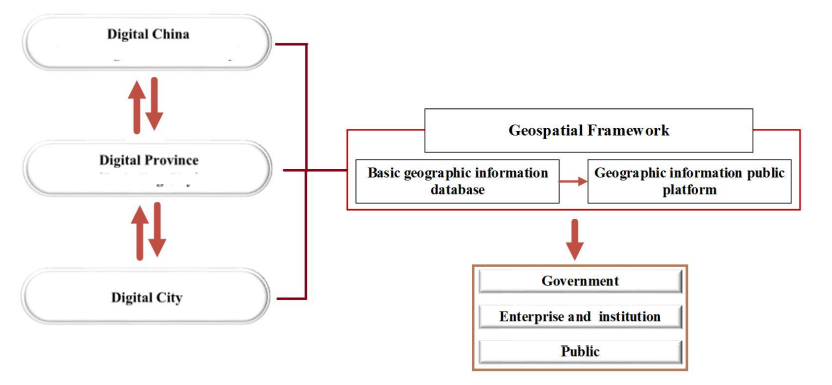 Digital China
Digital Province
Digital City
Geospatial Framework
Basic geographic information
database
Geographic information public
platform
Government
Enterprise and institution
Public